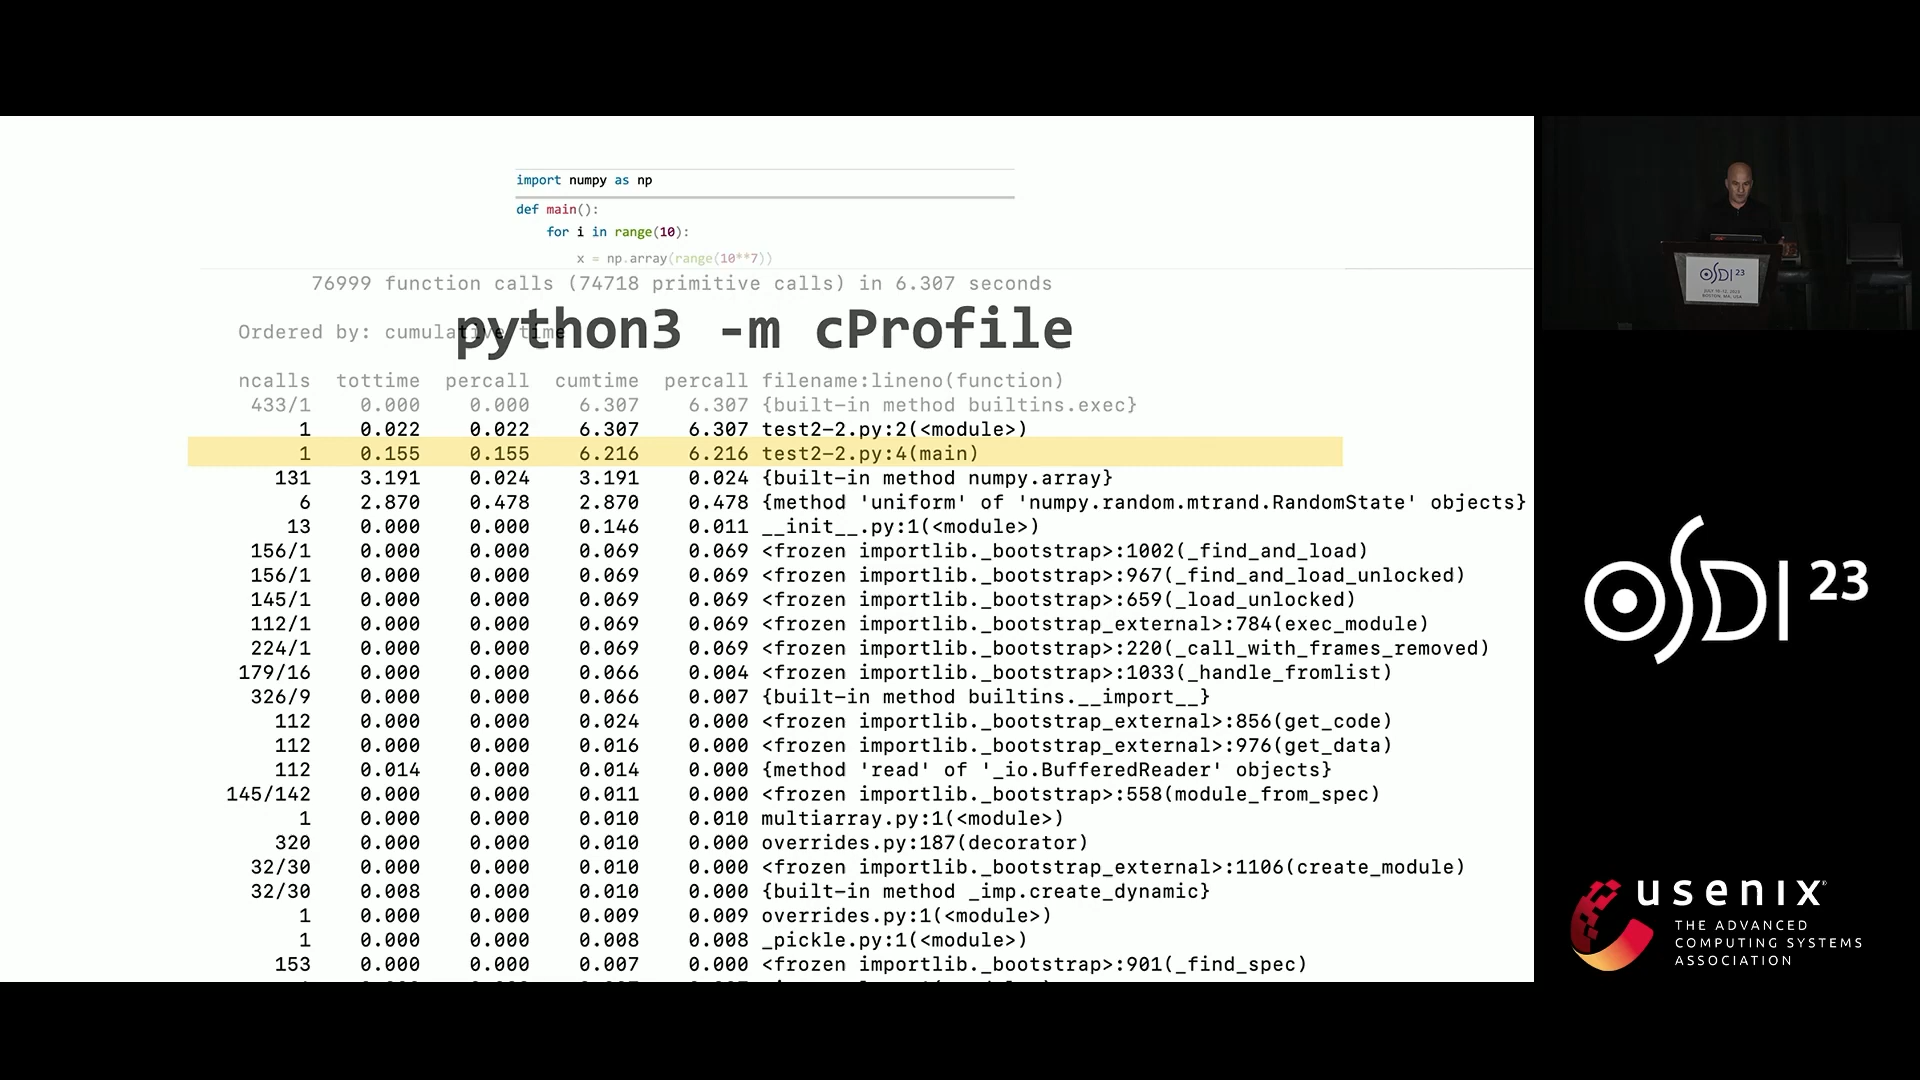 import numpy as np
def main():
for i in range(10):
x = np.array(range(10**7))
76999 function calls (74718 primitive calls) in 6.307 seconds
python3 -m cProfile
Ordered by: cumulative time
ncalls tottime percall cumtime percall filename:lineno(function)
433/1 0.000 0.000 6.307 6.307 {built-in method builtins.exec}
1 0.022 0.022 6.307 6.307 test2-2.py:2(<module>)
1 0.155 0.155 6.216 6.216 test2-2.py:4(main)
131 3.191 0.024 3.191 0.024 {built-in method numpy.array}
6 2.870 0.478 2.870 0.478 {method 'uniform' of 'numpy.random.mtrand.RandomState' objects}
13 0.000 0.000 0.146 0.011 __init__.py:1(<module>)
156/1 0.000 0.000 0.069 0.069 <frozen importlib._bootstrap>:1002(_find_and_load)
156/1 0.000 0.000 0.069 0.069 <frozen importlib._bootstrap>:967(_find_and_load_unlocked)
145/1 0.000 0.000 0.069 0.069 <frozen importlib._bootstrap>:659(_load_unlocked)
112/1 0.000 0.000 0.069 0.069 <frozen importlib._bootstrap_external>:784(exec_module)
224/1 0.000 0.000 0.069 0.069 <frozen importlib._bootstrap>:220(_call_with_frames_removed)
179/16 0.000 0.000 0.066 0.004 <frozen importlib._bootstrap>:1033(_handle_fromlist)
326/9 0.000 0.000 0.066 0.007 {built-in method builtins.__import__}
112 0.000 0.000 0.024 0.000 <frozen importlib._bootstrap_external>:856(get_code)
112 0.000 0.000 0.016 0.000 <frozen importlib._bootstrap_external>:976(get_data)
112 0.014 0.000 0.014 0.000 {method 'read' of '_io.BufferedReader' objects}
145/142 0.000 0.000 0.011 0.000 <frozen importlib._bootstrap>:558(module_from_spec)
1 0.000 0.000 0.010 0.010 multiarray.py:1(<module>)
320 0.000 0.000 0.010 0.000 overrides.py:187(decorator)
32/30 0.000 0.000 0.010 0.000 <frozen importlib._bootstrap_external>:1106(create_module)
32/30 0.008 0.000 0.010 0.000 {built-in method _imp.create_dynamic}
1 0.000 0.000 0.009 0.009 overrides.py:1(<module>)
1 0.000 0.000 0.008 0.008 _pickle.py:1(<module>)
153 0.000 0.000 0.007 0.000 <frozen importlib._bootstrap>:901(_find_spec)
OSDI 23
JULY 10-12, 2023
BOSTON, MA, USA
OSDI 23
usenix
THE ADVANCED
COMPUTING SYSTEMS
ASSOCIATION